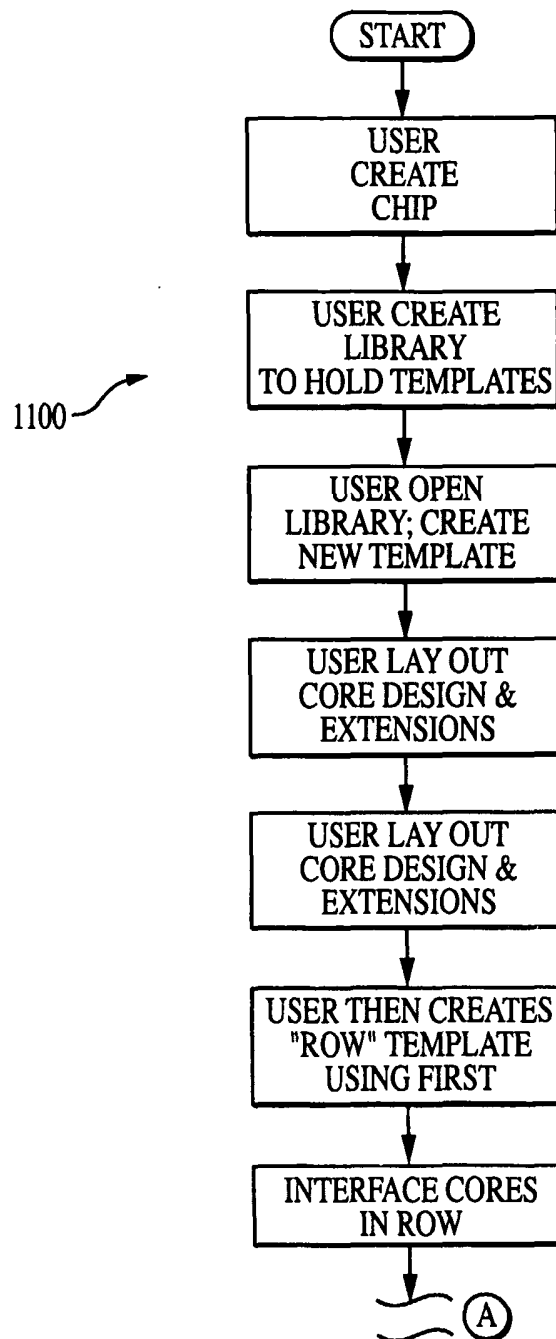 START
USER
CREATE
CHIP
USER CREATE
LIBRARY
TO HOLD TEMPLATES
1100
USER OPEN
LIBRARY; CREATE
NEW TEMPLATE
USER LAY OUT
CORE DESIGN &
EXTENSIONS
USER LAY OUT
CORE DESIGN &
EXTENSIONS
USER THEN CREATES
"ROW" TEMPLATE
USING FIRST
INTERFACE CORES
IN ROW
A